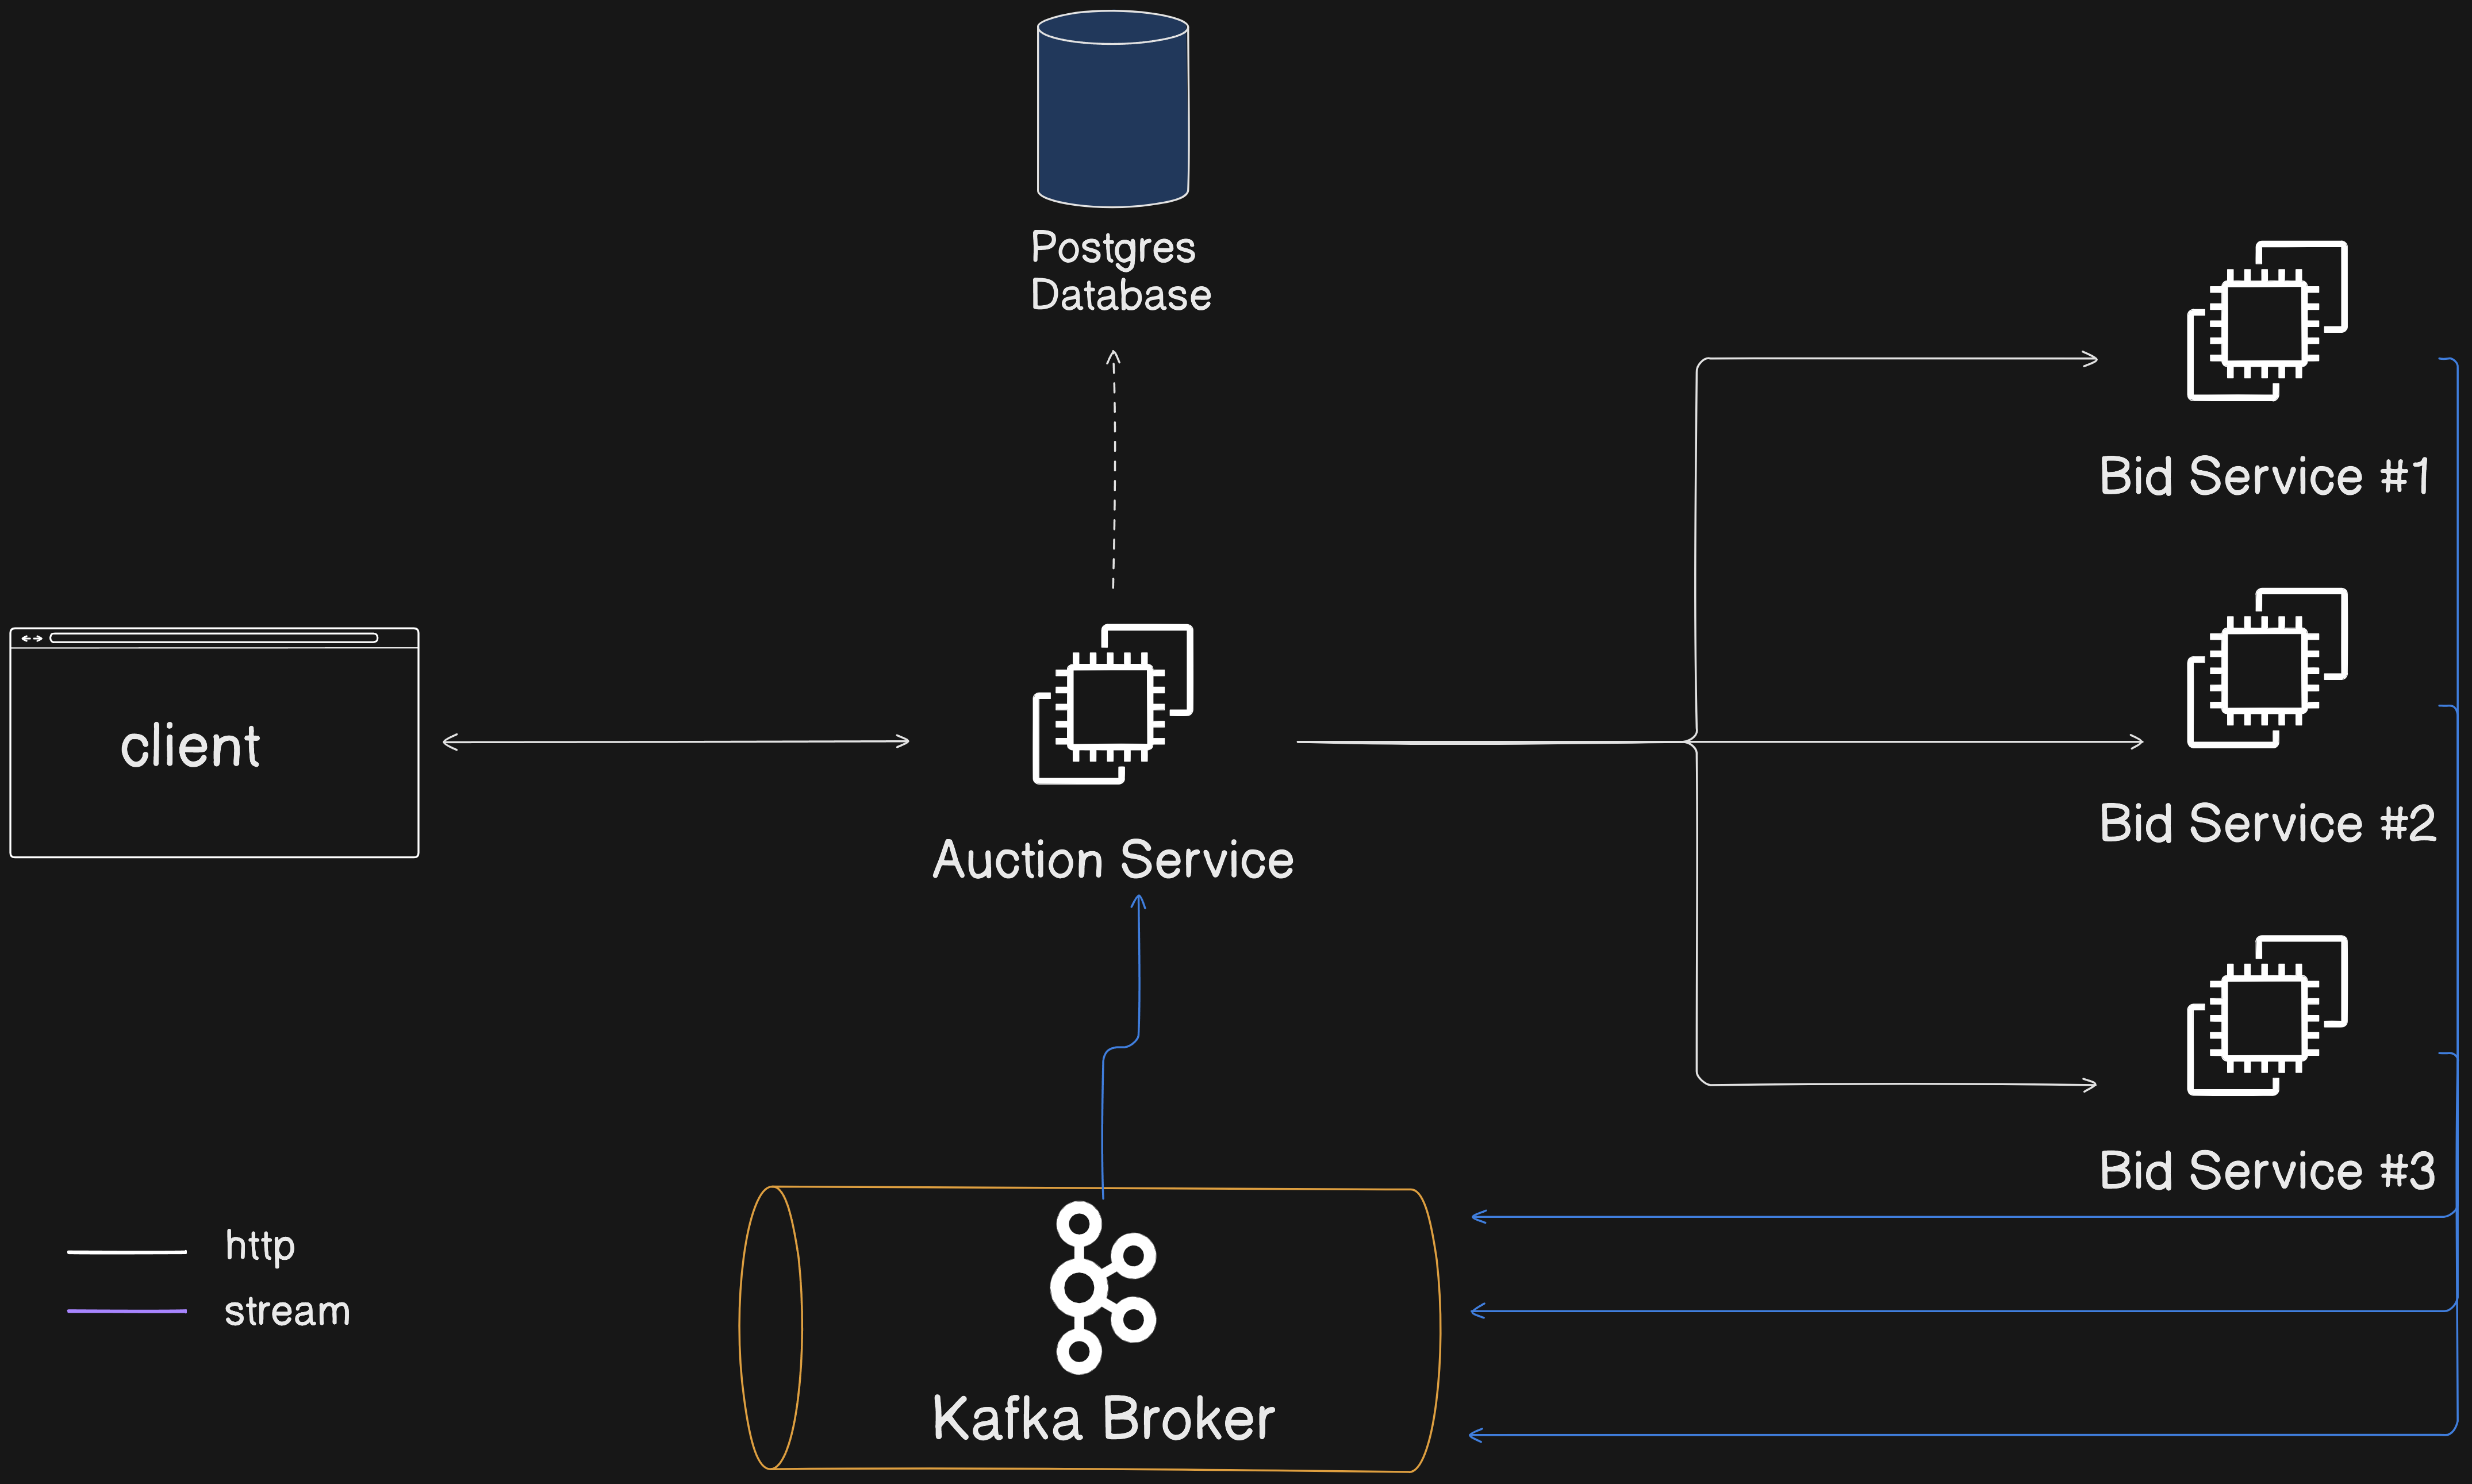 Postgres
Database
Bid Service #1
client
Auction Service
Bid Service #2
Bid Service #3
http
stream
Kafka Broker